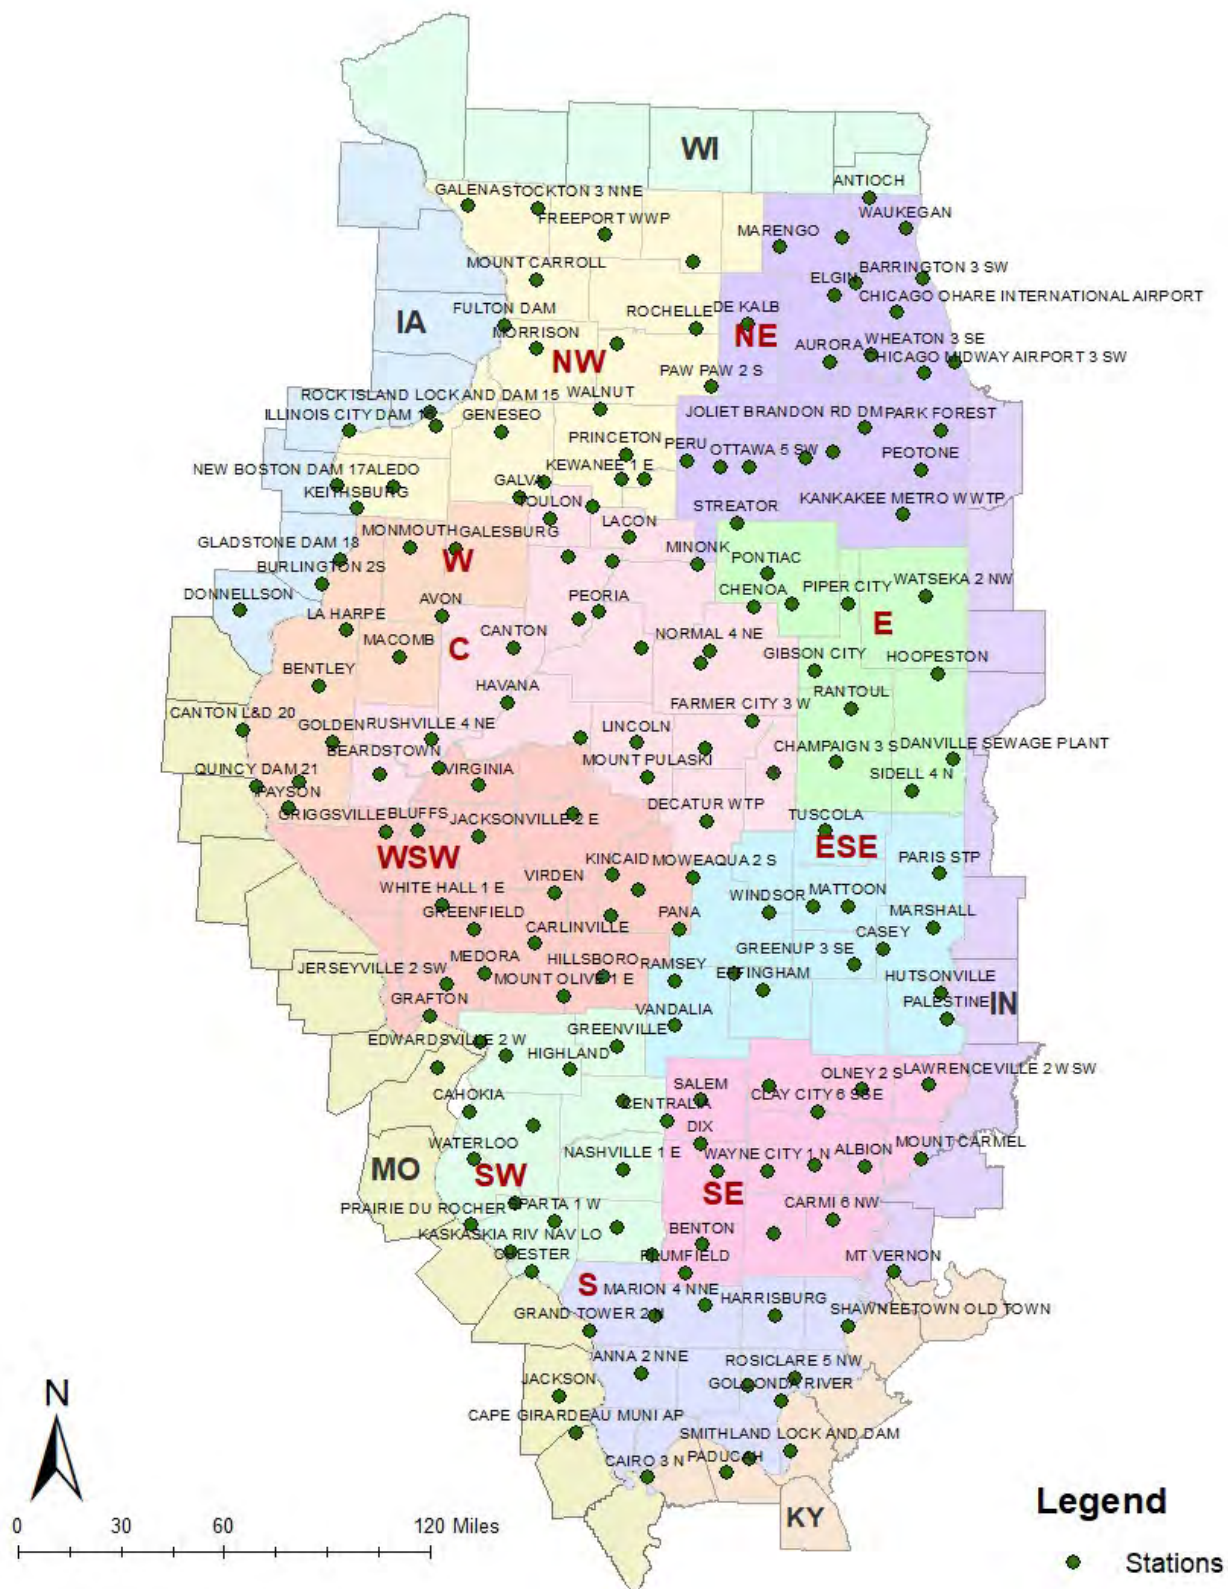 WI
ANTIOCH
GALENA STOCKTON 3 NNE
WAUKEGAN
FREEPORT WWP
MARENGO
MOUNT CARROLL
BARRINGTON 3 SW
ELGIN
CHICAGO OHARE INTERNATIONAL AIRPORT
FULTON DAM
ROCHELLE
DE KALB
IA
MORRISON
NE
WHEATON 3 SE
AURORA
NW
CHICAGO MIDWAY AIRPORT 3 SW
PAW PAW 2 S
ROCK ISLAND LOCK AND DAM 15
WALNUT
ILLINOIS CITY DAM 16
GENESEO
JOLIET BRANDON RD DM
PARK FOREST
PRINCETON
PERU
OTTAWA 5 SW
PEOTONE
NEW BOSTON DAM 17
ALEDO
KEWANEE 1 E
GALVA
KEITHSBURG
TOULON
STREATOR
KANKAKEE METRO WWTP
MONMOUTH
GALESBURG
LACON
GLADSTONE DAM 18
MINONK
PONTIAC
W
BURLINGTON 2S
CHENOA
PIPER CITY
WATSEKA 2 NW
DONNELLSON
AVON
PEORIA
LA HARPE
E
MACOMB
CANTON
NORMAL 4 NE
C
GIBSON CITY
HOOPESTON
BENTLEY
HAVANA
RANTOUL
FARMER CITY 3 W
CANTON L&D 20
GOLDEN
RUSHVILLE 4 NE
LINCOLN
BEARDSTOWN
MOUNT PULASKI
CHAMPAIGN 3 S
DANVILLE SEWAGE PLANT
QUINCY DAM 21
VIRGINIA
SIDELL 4 N
PAYSON
DECATUR WTP
GRIGGSVILLE
BLUFFS
JACKSONVILLE 2 E
TUSCOLA
ESE
WSW
KINCAID
MOWEAQUA 2 S
PARIS STP
VIRDEN
WHITE HALL 1 E
WINDSOR
MATTOON
GREENFIELD
PANA
MARSHALL
CARLINVILLE
CASEY
GREENUP 3 SE
MEDORA
HILLSBORO
RAMSEY
JERSEYVILLE 2 SW
MOUNT OLIVE 1 E
EFFINGHAM
HUTSONVILLE
GRAFTON
PALESTINE
IN
VANDALIA
GREENVILLE
EDWARDSVILLE 2 W
HIGHLAND
SALEM
OLNEY 2 S
LAWRENCEVILLE 2 WSW
CAHOKIA
CENTRALIA
CLAY CITY 6 SSE
DIX
WATERLOO
NASHVILLE 1 E
WAYNE CITY 1 N
ALBION
MOUNT CARMEL
MO
SW
SE
PRAIRIE DU ROCHER
SPARTA 1 W
CARMI 6 NW
KASKASKIA RIV NAV LO
BENTON
CHESTER
PLUMFIELD
MT VERNON
S
MARION 4 NNE
HARRISBURG
GRAND TOWER 2 N
SHAWNEETOWN OLD TOWN
ANNA 2 NNE
ROSICLARE 5 NW
JACKSON
GOLCONDA RIVER
CAPE GIRARDEAU MUNI AP
SMITHLAND LOCK AND DAM
CAIRO 3 N
PADUCAH
KY
N
0 30 60 120 Miles
Legend
Stations